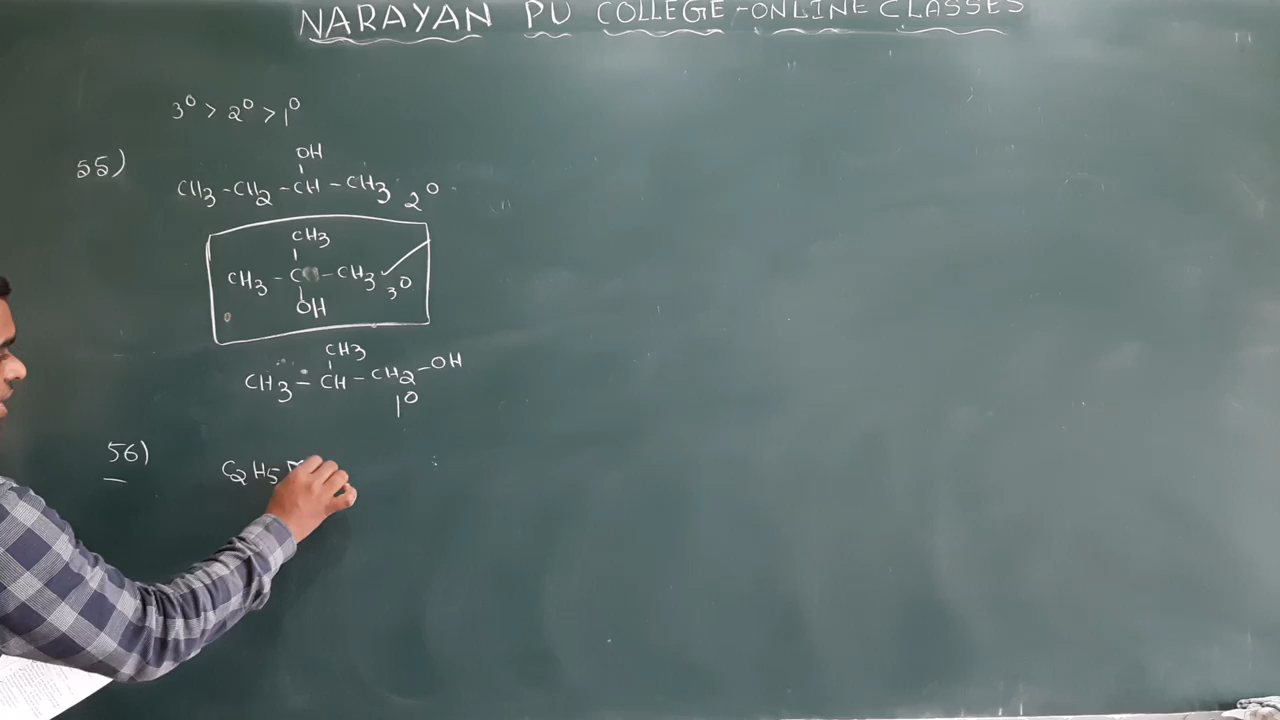 NARAYAN PU COLLEGE - ONLINE CLASSES
3° > 2° > 1°
OH
55)
CH3 - CH2 - CH - CH3 2°
CH3
CH3 - C - CH3 3°
OH
CH3
CH3 - CH - CH2 - OH
1°
56) C2H5